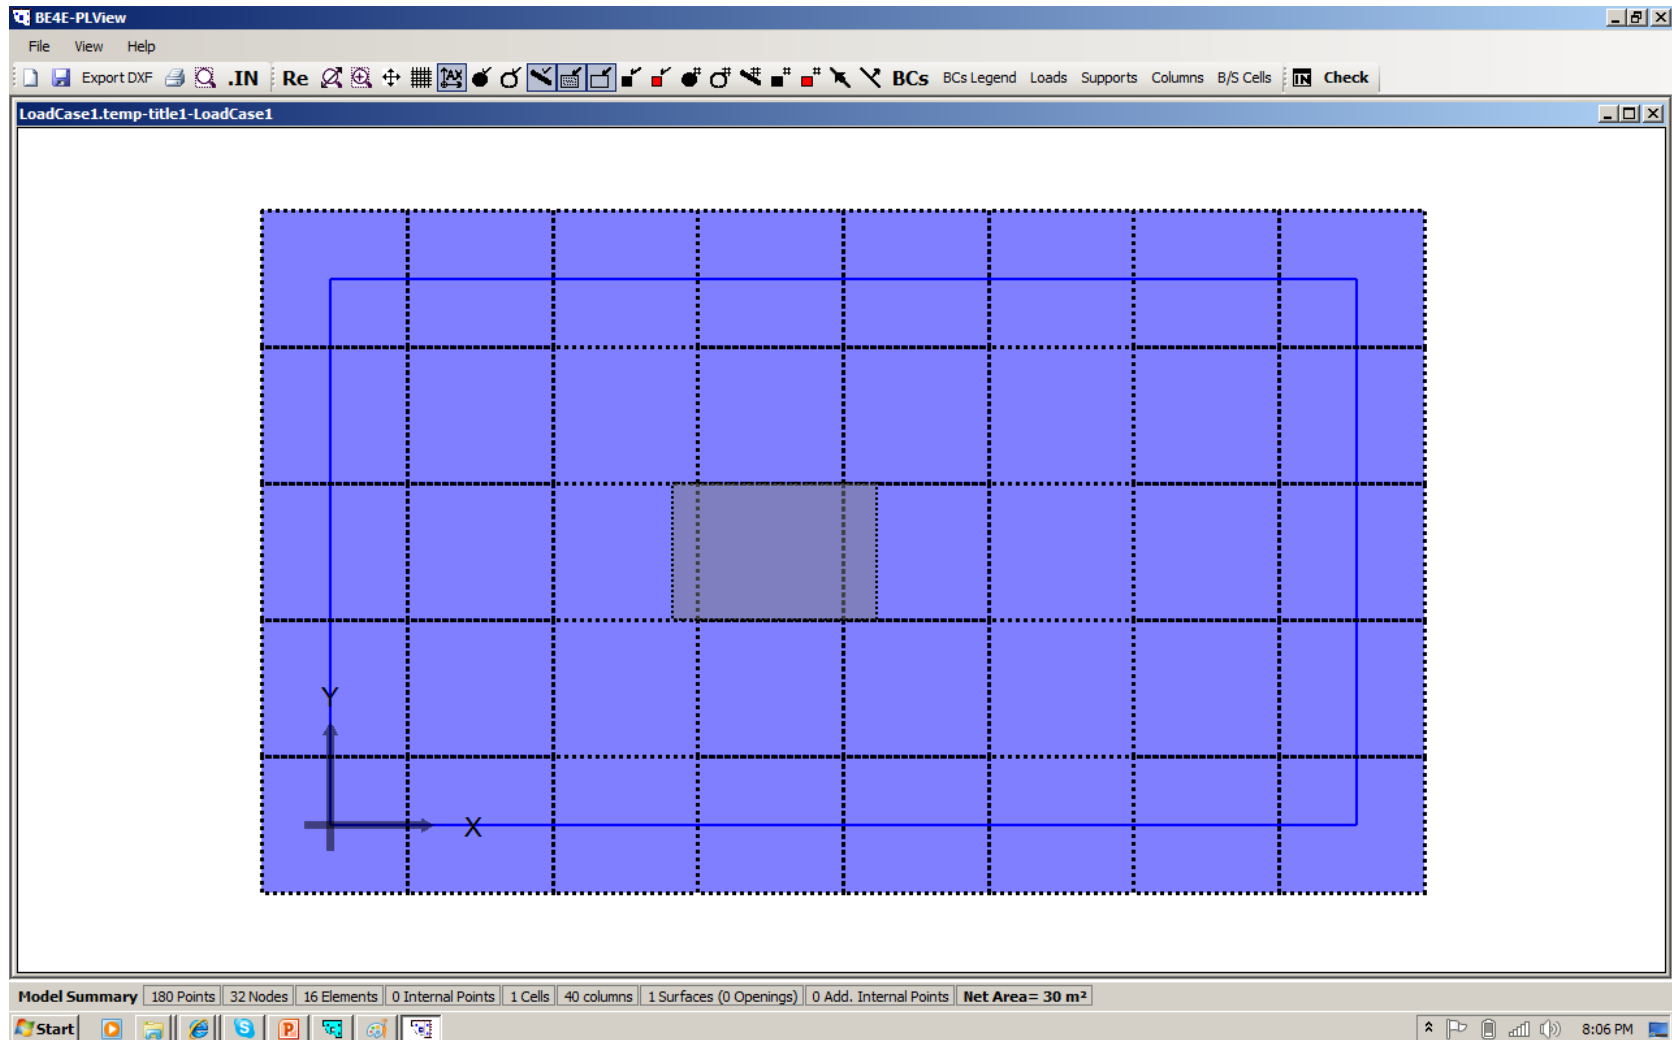 BE4E-PLView
File View Help
Export DXF .IN Re BCs BCs Legend Loads Supports Columns B/S Cells IN Check
LoadCase1.temp-title1-LoadCase1
Y
X
Model Summary 180 Points 32 Nodes 16 Elements 0 Internal Points 1 Cells 40 columns 1 Surfaces (0 Openings) 0 Add. Internal Points Net Area= 30 m²
Start 8:06 PM